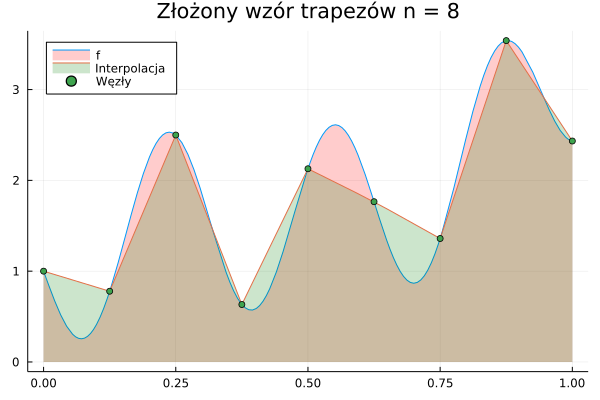 Złożony wzór trapezów n = 8
f
Interpolacja
Węzły
3
2
1
0
0.00 0.25 0.50 0.75 1.00